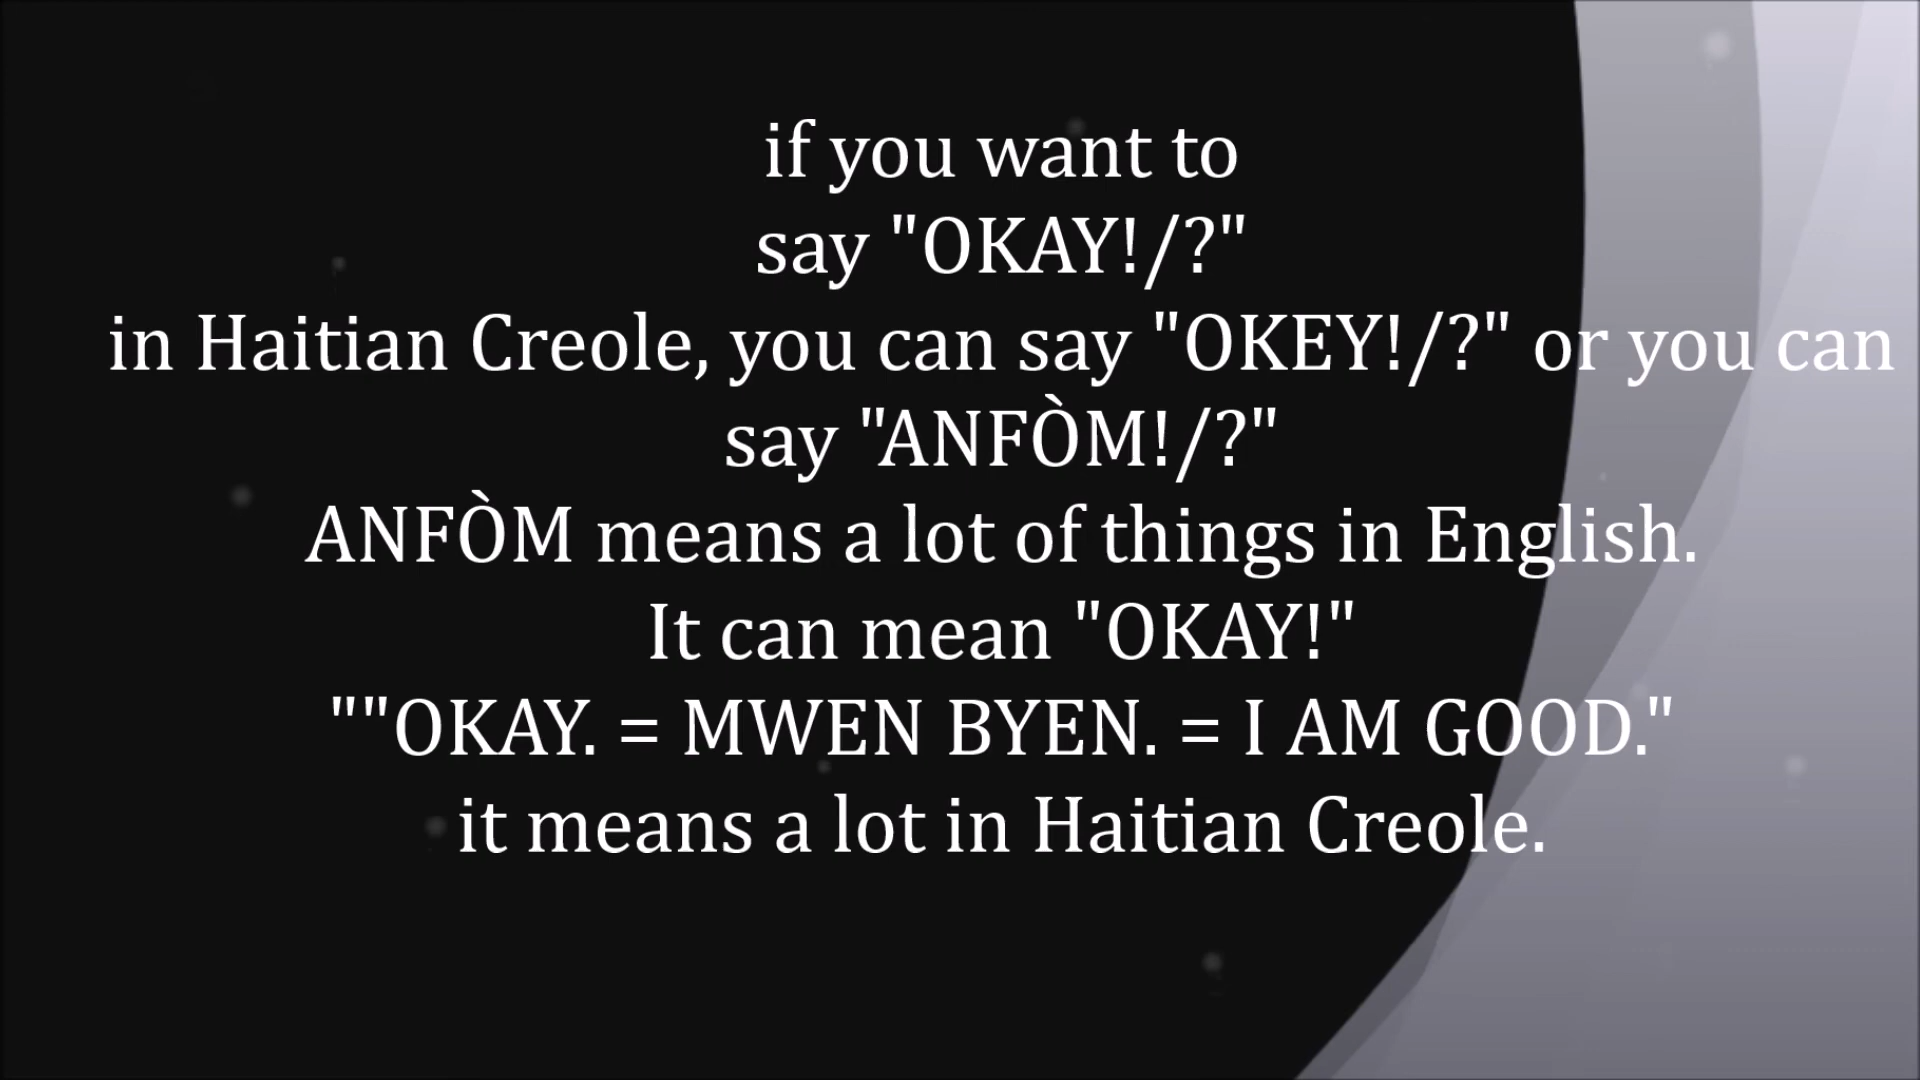 if you want to
say "OKAY!/?"
in Haitian Creole, you can say "OKEY!/?" or you can
say "ANFÒM!/?"
ANFÒM means a lot of things in English.
It can mean "OKAY!"
""OKAY. = MWEN BYEN. = I AM GOOD."
it means a lot in Haitian Creole.